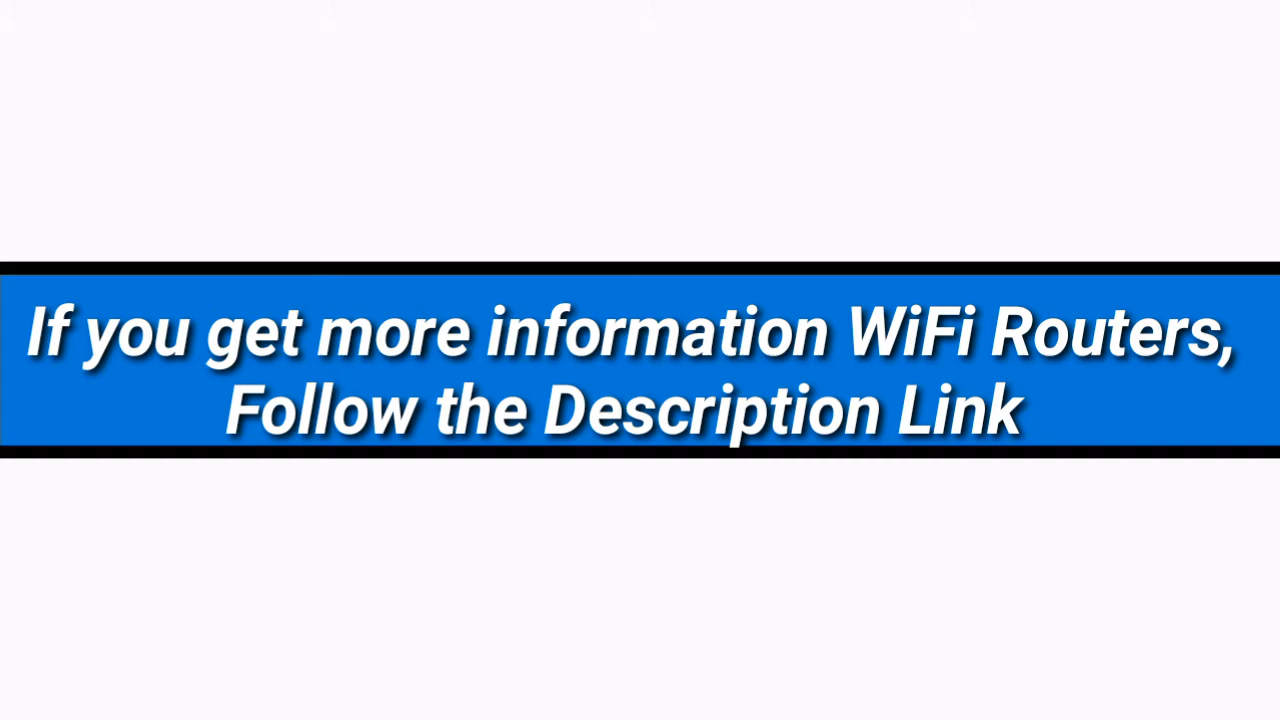 If you get more information WiFi Routers,
Follow the Description Link